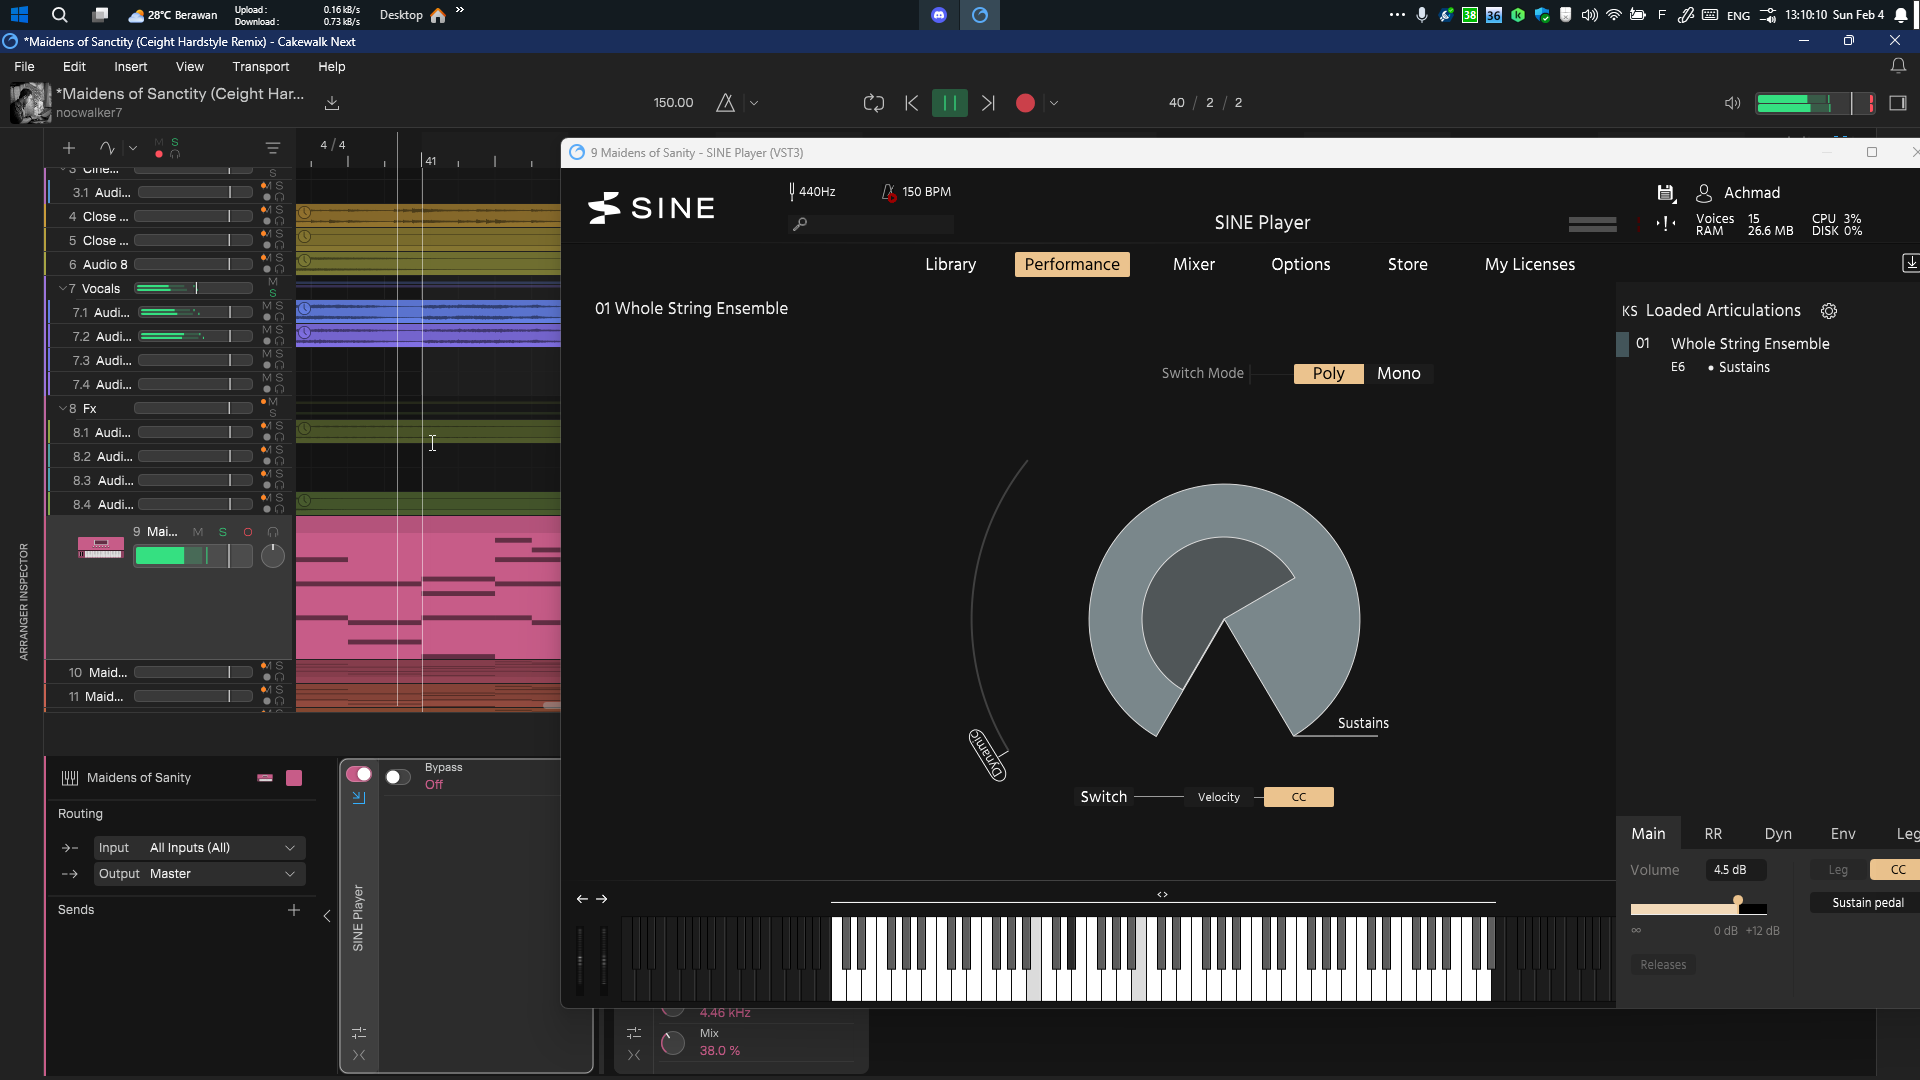 28°C Berawan
Upload : 0.16 kB/s
Download : 0.73 kB/s
Desktop
38
36
F
ENG
13:10:10 Sun Feb 4
*Maidens of Sanctity (Ceight Hardstyle Remix) - Cakewalk Next
File Edit Insert View Transport Help
*Maidens of Sanctity (Ceight Har...
nocwalker7
150.00
40 / 2 / 2
M S
4 / 4
41
3 Cine...
S
3.1 Audi... M S
4 Close ... M S
5 Close ... M S
6 Audio 8 M S
7 Vocals M S
7.1 Audi... M S
7.2 Audi... M S
7.3 Audi... M S
7.4 Audi... M S
8 Fx M S
8.1 Audi... M S
8.2 Audi... M S
8.3 Audi... M S
8.4 Audi... M S
9 Mai... M S
10 Maid... M S
11 Maid... M S
ARRANGER INSPECTOR
Maidens of Sanity
Routing
Input All Inputs (All)
Output Master
Sends
Bypass
Off
SINE Player
4.46 kHz
Mix
38.0 %
9 Maidens of Sanity - SINE Player (VST3)
SINE
440Hz
150 BPM
SINE Player
Achmad
Voices 15 CPU 3%
RAM 26.6 MB DISK 0%
Library Performance Mixer Options Store My Licenses
01 Whole String Ensemble
Switch Mode Poly Mono
Dynamic
Sustains
Switch Velocity CC
KS Loaded Articulations
01 Whole String Ensemble
E6 • Sustains
Main RR Dyn Env Leg
Volume 4.5 dB Leg CC
Sustain pedal
∞ 0 dB +12 dB
Releases